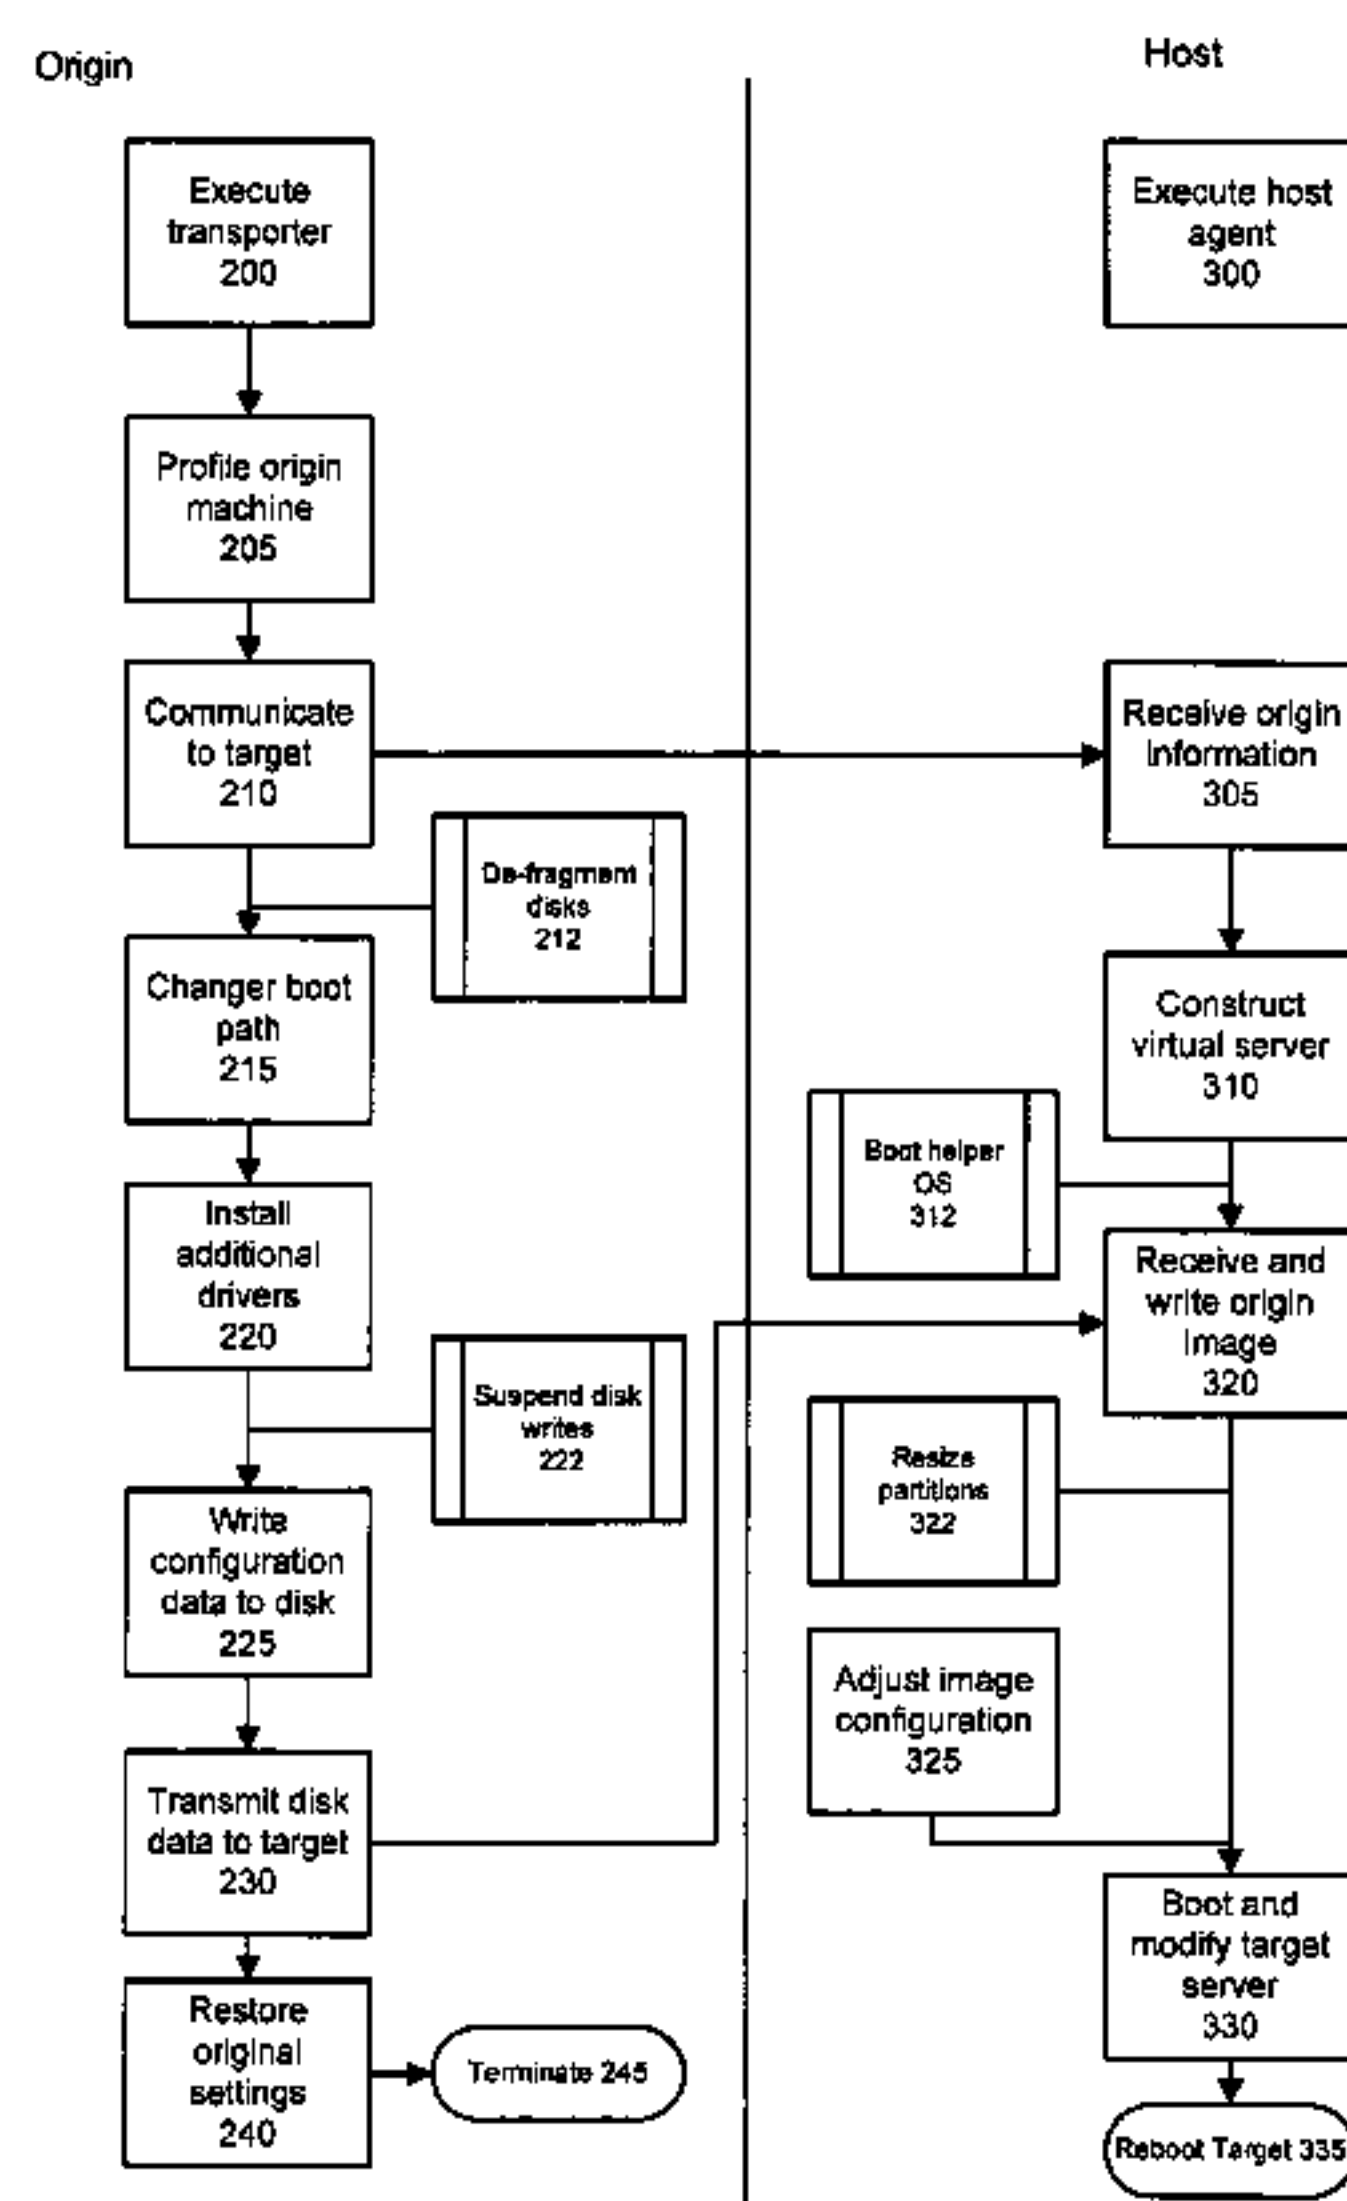 Origin
Execute
transporter
200
Profile origin
machine
205
Communicate
to target
210
De-fragment
disks
212
Changer boot
path
215
Install
additional
drivers
220
Suspend disk
writes
222
Write
configuration
data to disk
225
Transmit disk
data to target
230
Restore
original
settings
240
Terminate 245
Host
Execute host
agent
300
Receive origin
Information
305
Construct
virtual server
310
Boot helper
OS
312
Receive and
write origin
Image
320
Resize
partitions
322
Adjust image
configuration
325
Boot and
modify target
server
330
Reboot Target 335